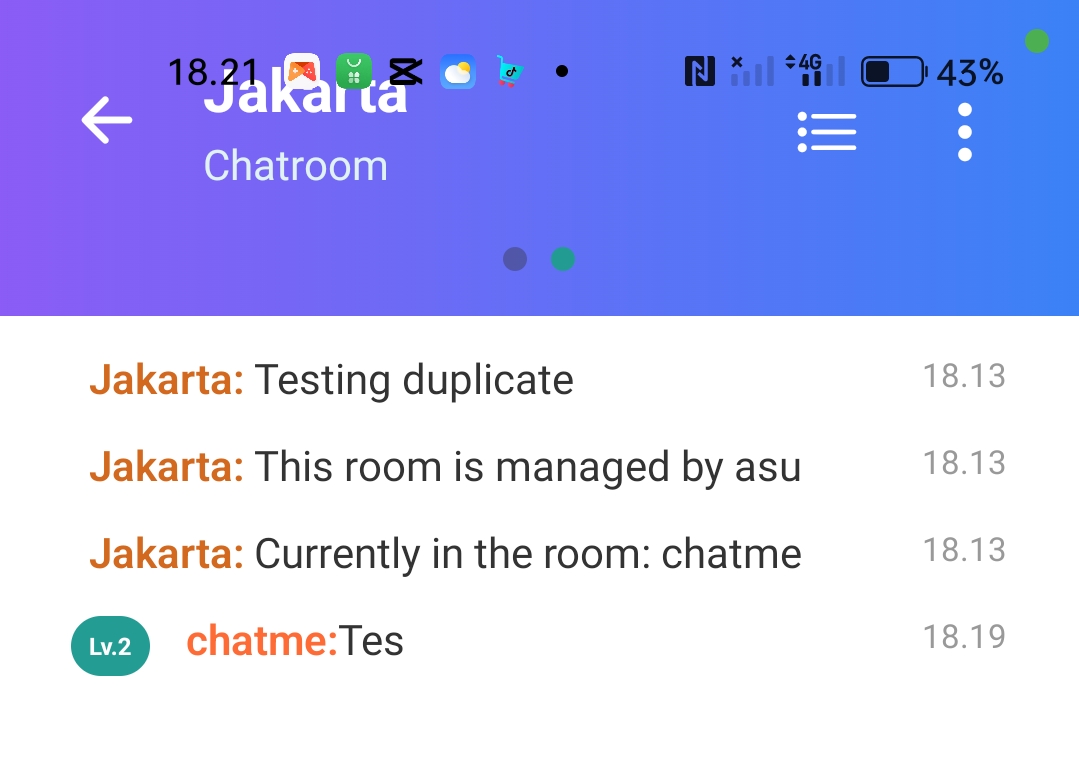 18.21 4G 43%
Jakarta
Chatroom
Jakarta: Testing duplicate 18.13
Jakarta: This room is managed by asu 18.13
Jakarta: Currently in the room: chatme 18.13
Lv.2 chatme:Tes 18.19